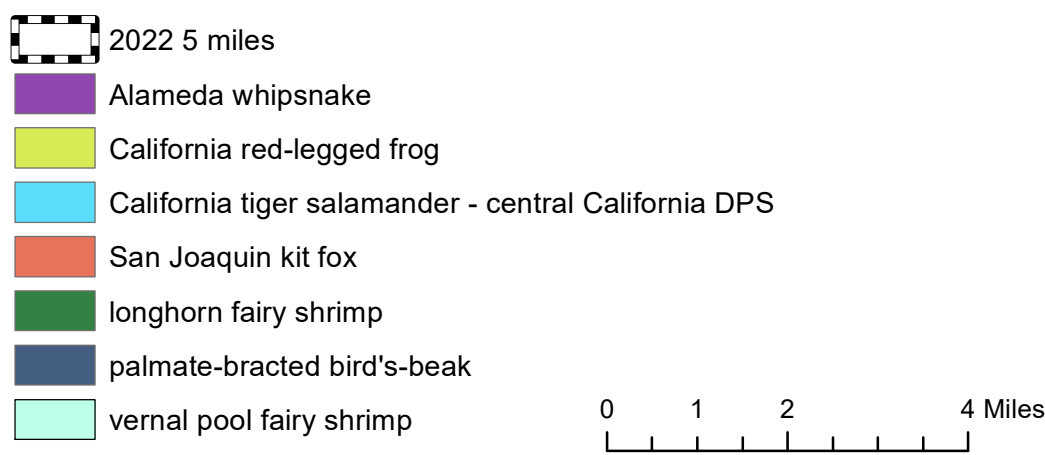 2022 5 miles
Alameda whipsnake
California red-legged frog
California tiger salamander - central California DPS
San Joaquin kit fox
longhorn fairy shrimp
palmate-bracted bird's-beak
vernal pool fairy shrimp
0 1 2 4 Miles